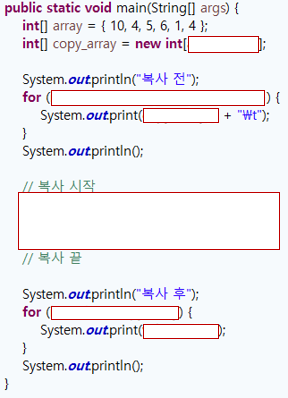 public static void main(String[] args) {
int[] array = { 10, 4, 5, 6, 1, 4 };
int[] copy_array = new int[ ];
System.out.println("복사 전");
for ( ) {
System.out.print( + "₩t");
}
System.out.println();
// 복사 시작
// 복사 끝
System.out.println("복사 후");
for ( ) {
System.out.print( );
}
System.out.println();
}